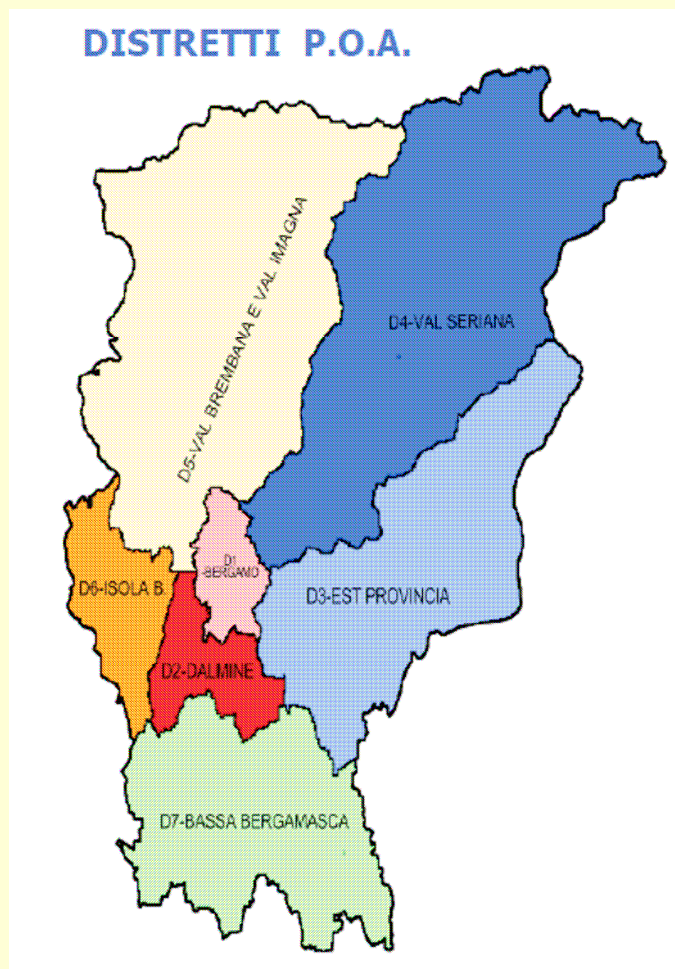 DISTRETTI P.O.A.
D5-VAL BREMBANA E VAL IMAGNA
D4-VAL SERIANA
D1
-BERGAMO
D6-ISOLA B.
D3-EST PROVINCIA
D2-DALMINE
D7-BASSA BERGAMASCA